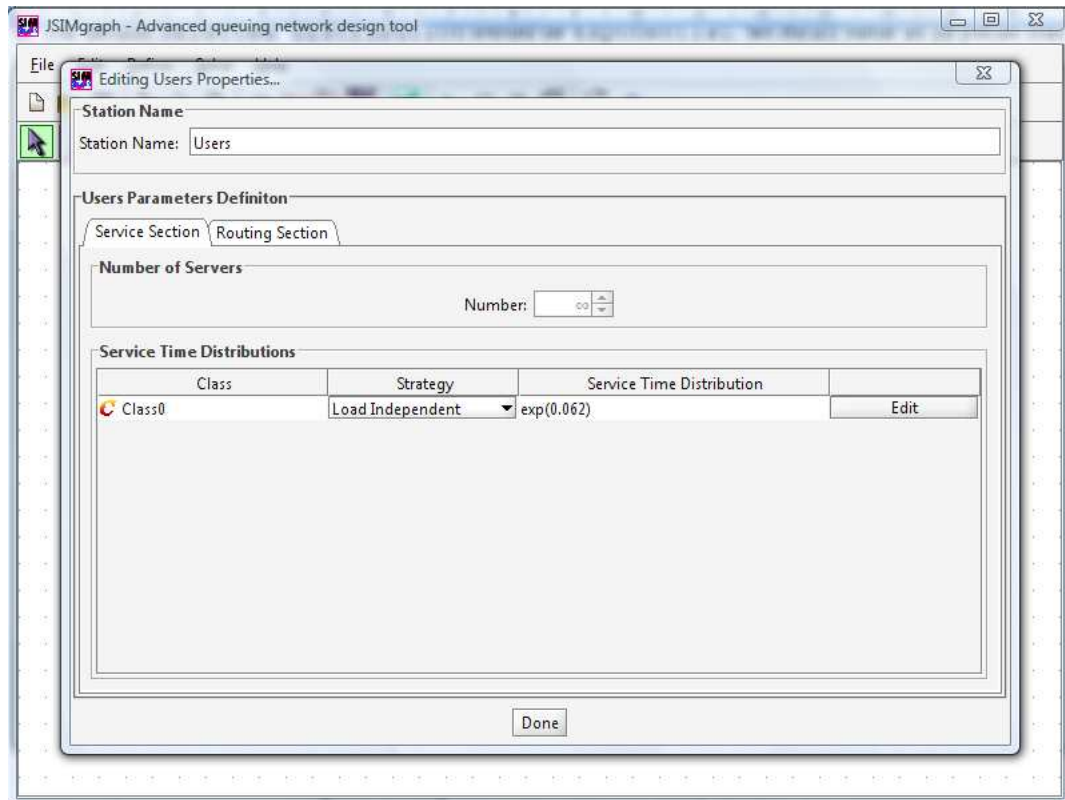 JSIMgraph - Advanced queuing network design tool
File
Editing Users Properties...
Station Name
Station Name: Users
Users Parameters Definiton
Service Section Routing Section
Number of Servers
Number: ∞
Service Time Distributions
Class Strategy Service Time Distribution
C Class0 Load Independent exp(0.062) Edit
Done